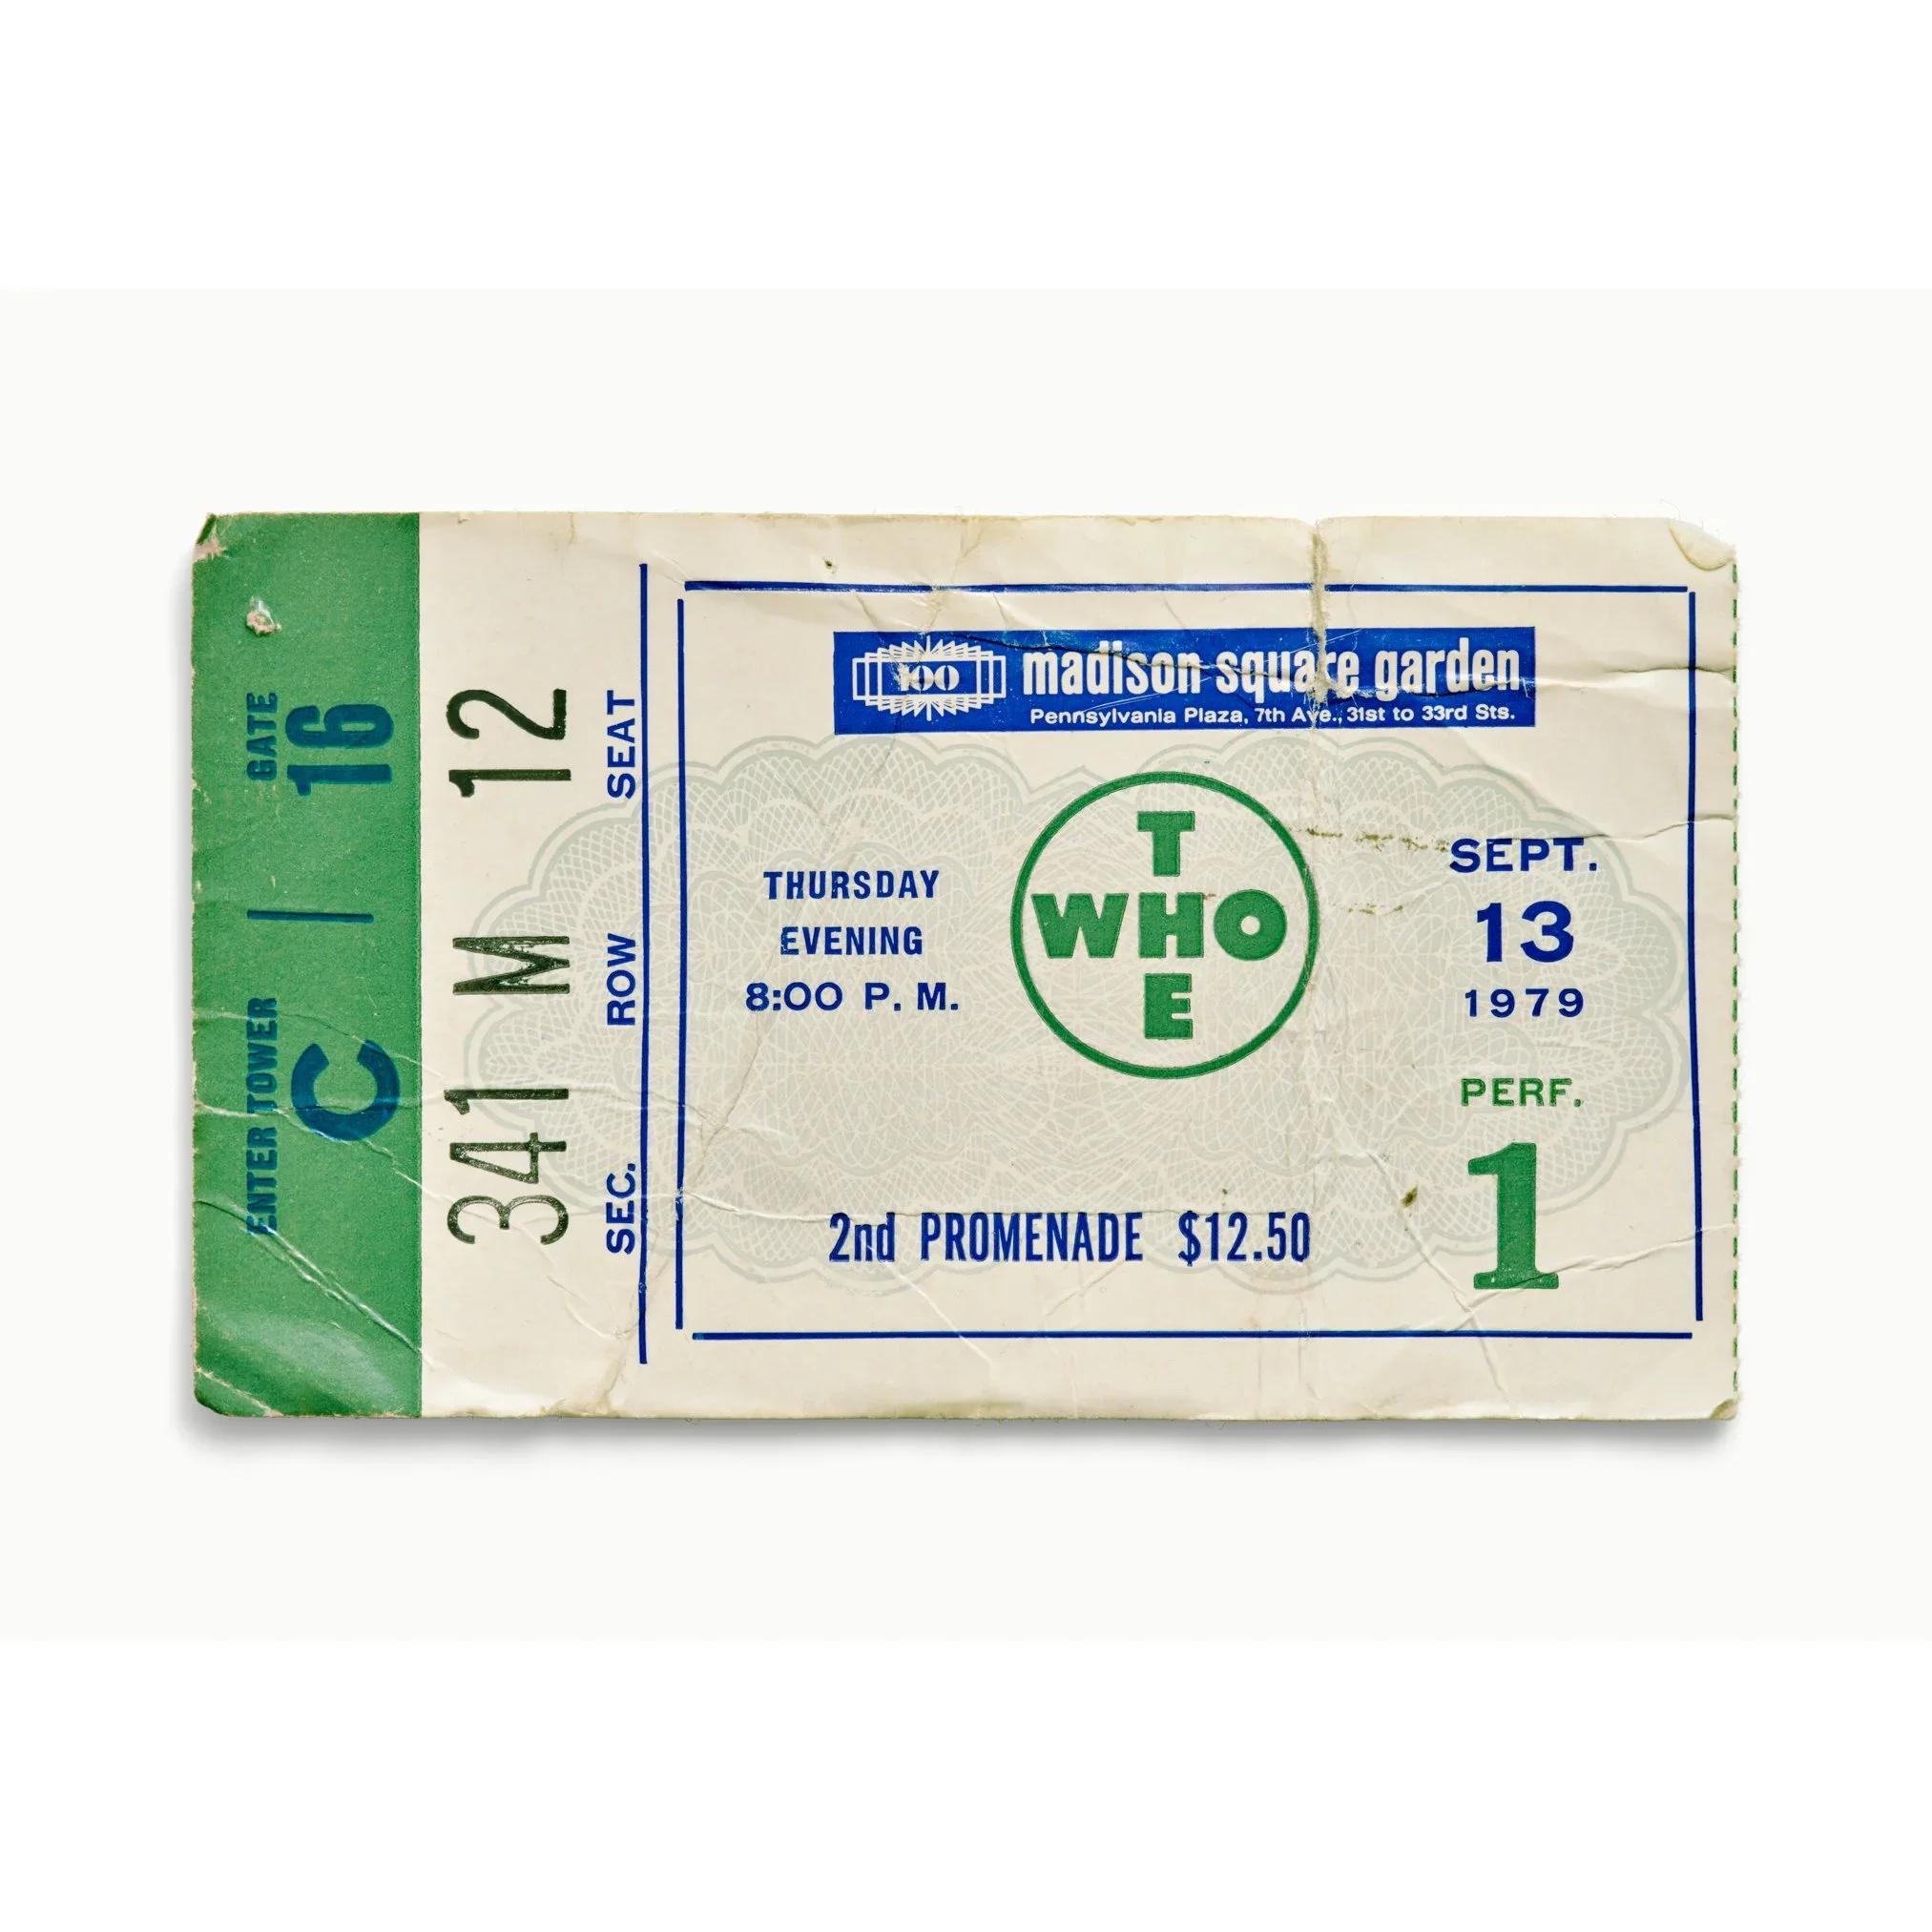 ENTER TOWER | GATE
C 16
341 M 12
SEC. ROW SEAT
100
madison square garden
Pennsylvania Plaza, 7th Ave., 31st to 33rd Sts.
THURSDAY
EVENING
8:00 P. M.
T
WHO
E
SEPT.
13
1979
PERF.
1
2nd PROMENADE $12.50